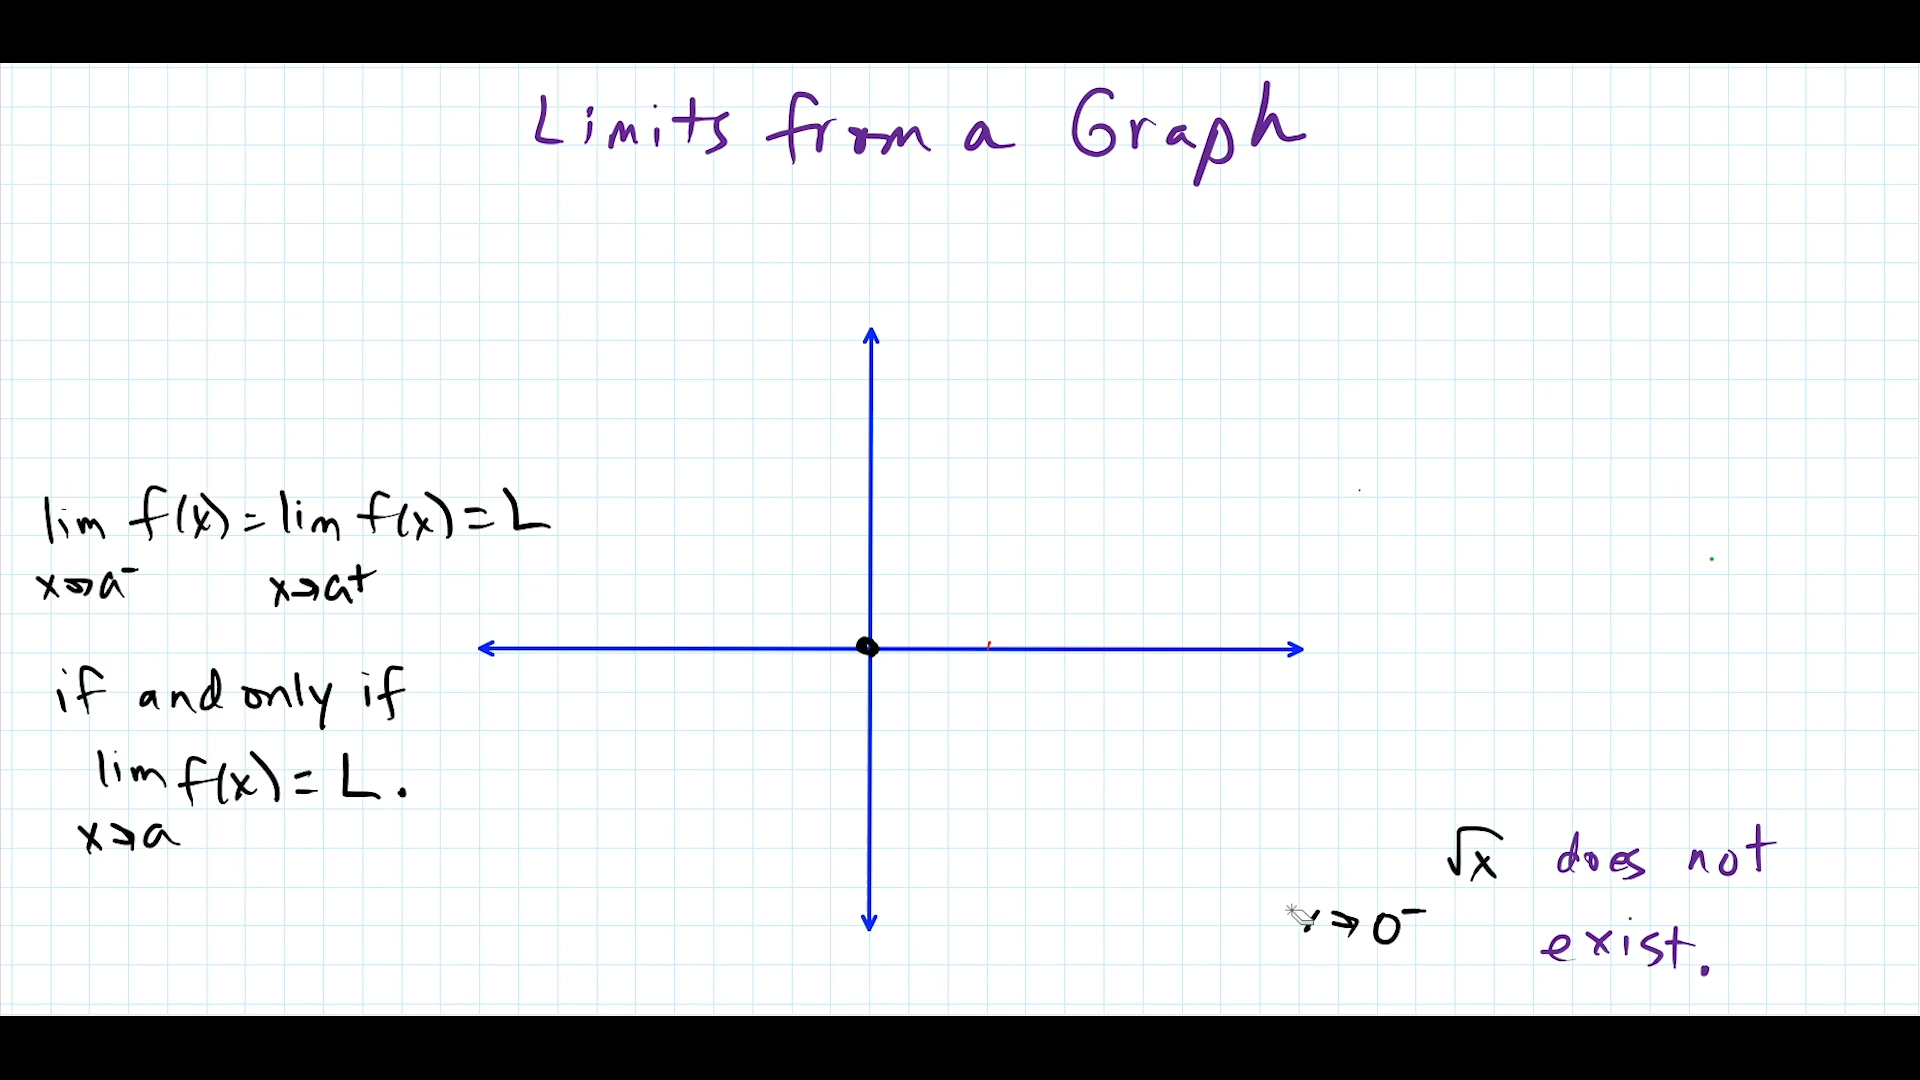 Limits from a Graph
lim f(x) = lim f(x) = L
x→a⁻ x→a⁺
if and only if
lim f(x) = L.
x→a
√x does not
→ 0⁻ exist.